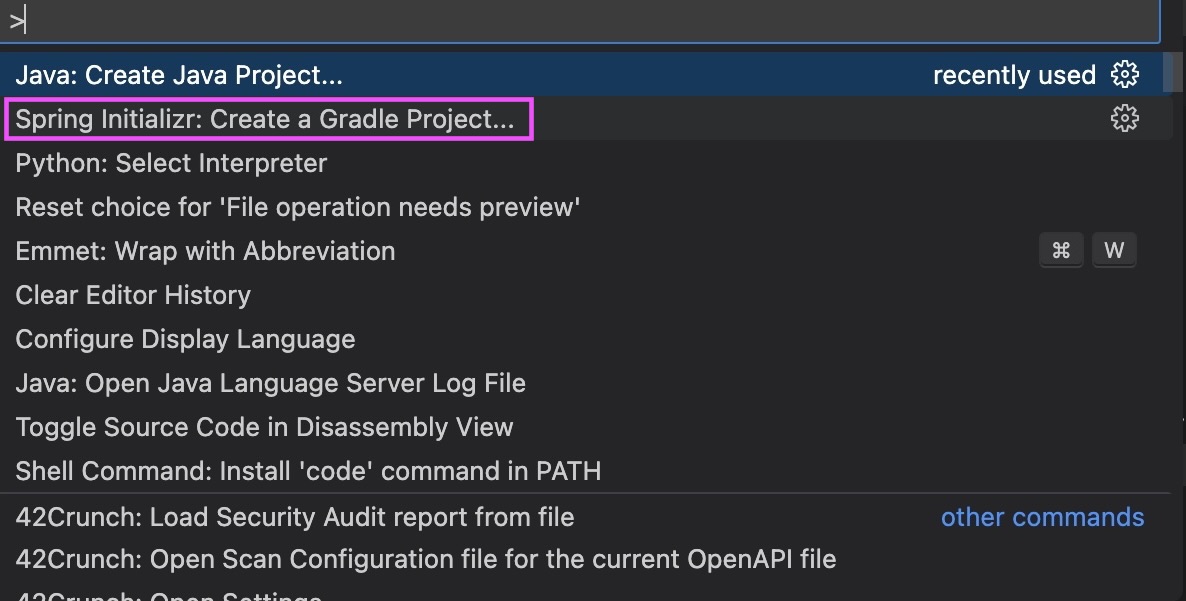 >
Java: Create Java Project... recently used
Spring Initializr: Create a Gradle Project...
Python: Select Interpreter
Reset choice for 'File operation needs preview'
Emmet: Wrap with Abbreviation ⌘ W
Clear Editor History
Configure Display Language
Java: Open Java Language Server Log File
Toggle Source Code in Disassembly View
Shell Command: Install 'code' command in PATH
42Crunch: Load Security Audit report from file other commands
42Crunch: Open Scan Configuration file for the current OpenAPI file
42Crunch: Open Settings